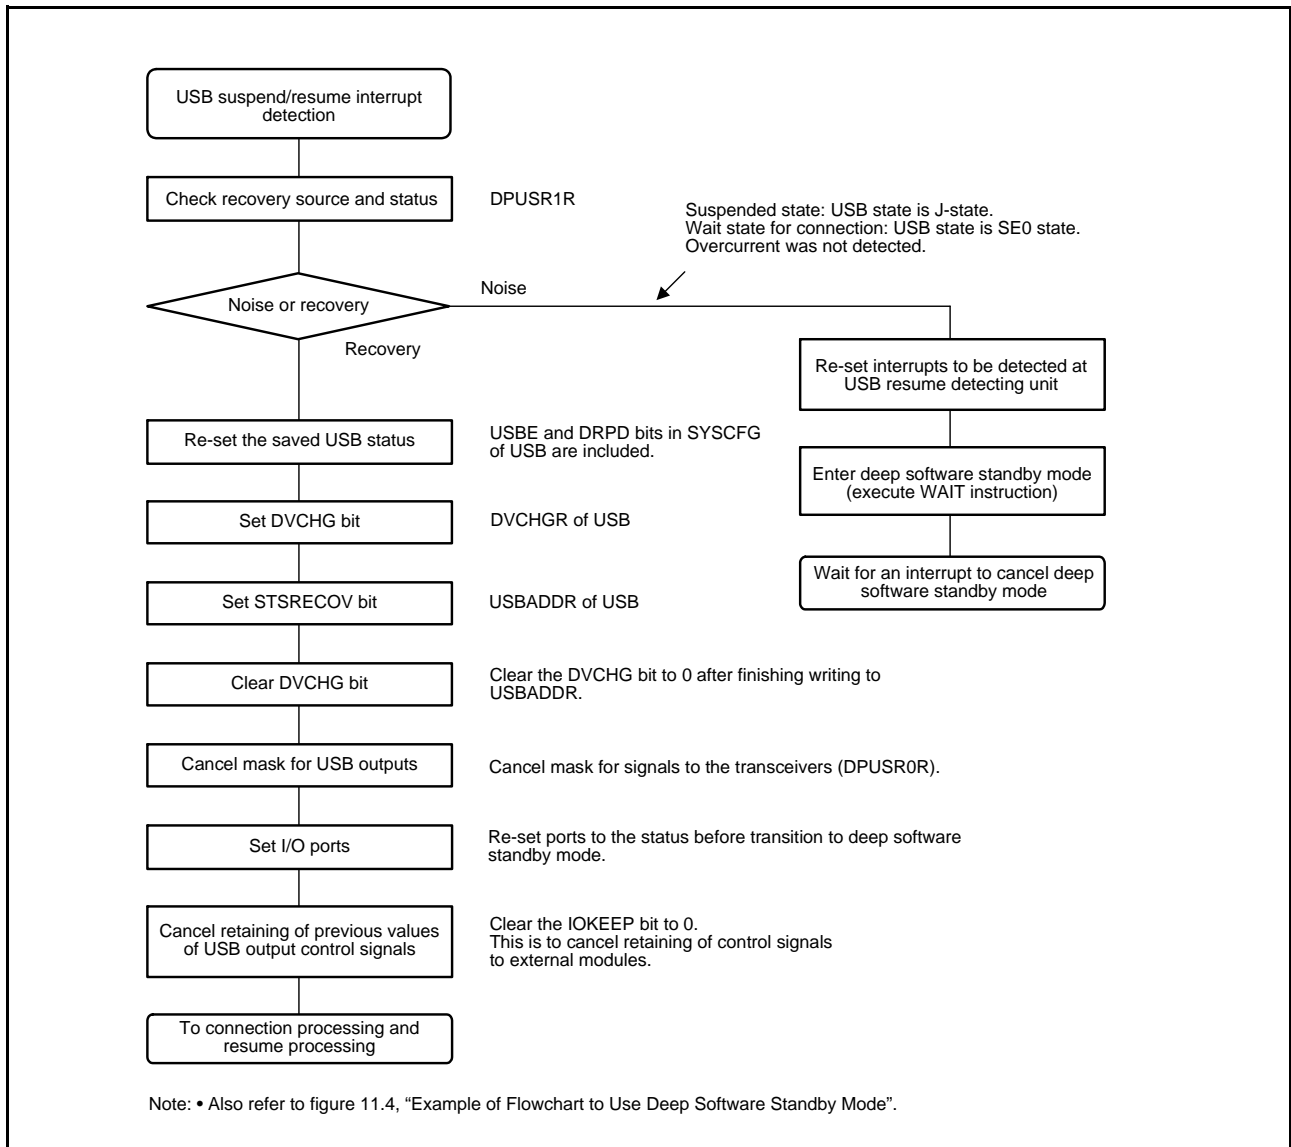 USB suspend/resume interrupt
detection
Check recovery source and status
DPUSR1R
Suspended state: USB state is J-state.
Wait state for connection: USB state is SE0 state.
Overcurrent was not detected.
Noise or recovery
Noise
Recovery
Re-set interrupts to be detected at
USB resume detecting unit
Re-set the saved USB status
USBE and DRPD bits in SYSCFG
of USB are included.
Enter deep software standby mode
(execute WAIT instruction)
Set DVCHG bit
DVCHGR of USB
Wait for an interrupt to cancel deep
software standby mode
Set STSRECOV bit
USBADDR of USB
Clear DVCHG bit
Clear the DVCHG bit to 0 after finishing writing to
USBADDR.
Cancel mask for USB outputs
Cancel mask for signals to the transceivers (DPUSR0R).
Set I/O ports
Re-set ports to the status before transition to deep software
standby mode.
Cancel retaining of previous values
of USB output control signals
Clear the IOKEEP bit to 0.
This is to cancel retaining of control signals
to external modules.
To connection processing and
resume processing
Note: • Also refer to figure 11.4, “Example of Flowchart to Use Deep Software Standby Mode”.